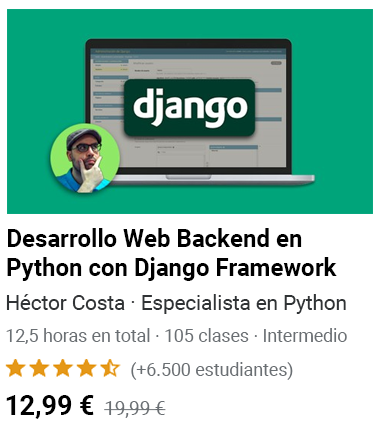 django
Desarrollo Web Backend en
Python con Django Framework
Héctor Costa · Especialista en Python
12,5 horas en total · 105 clases · Intermedio
(+6.500 estudiantes)
12,99 € 19,99 €